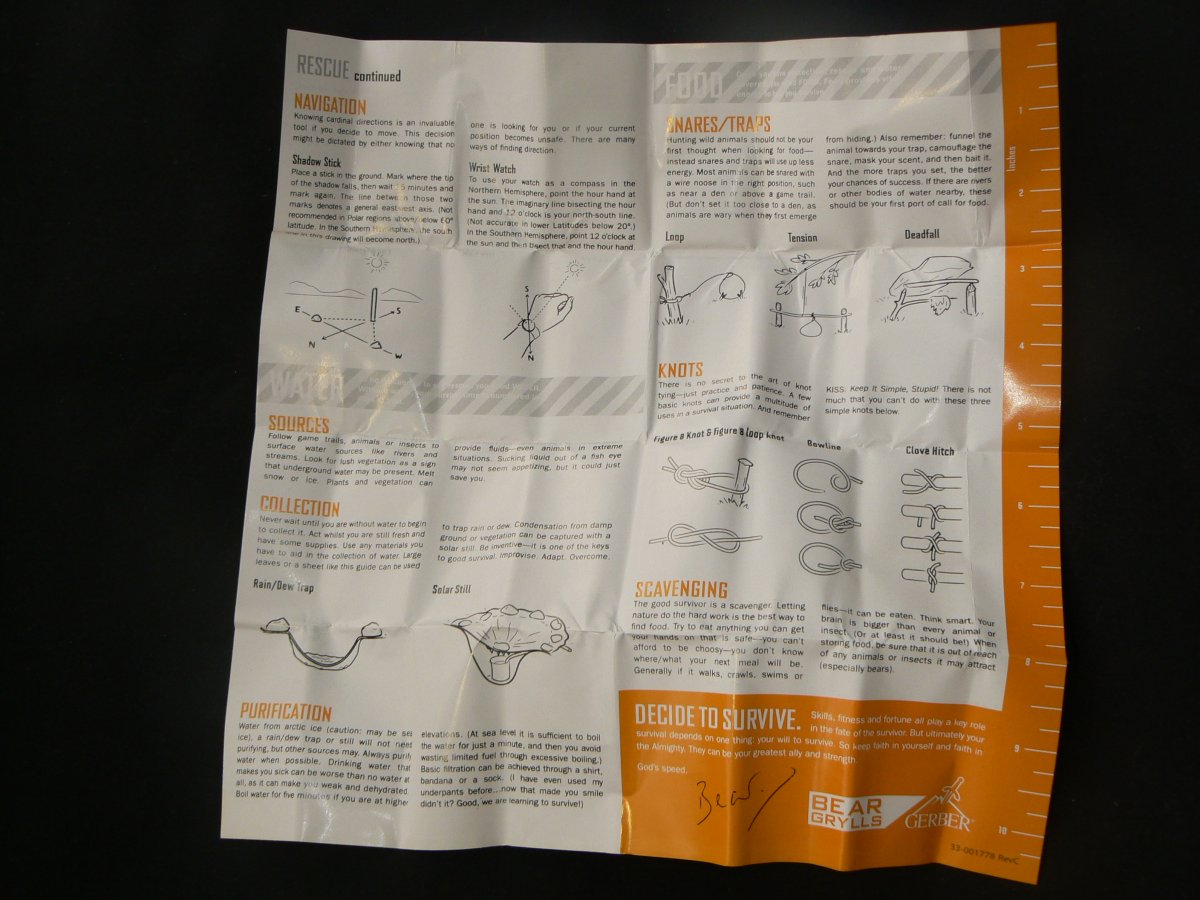 RESCUE continued
NAVIGATION
Knowing cardinal directions is an invaluable
tool if you decide to move. This decision
might be dictated by either knowing that no
one is looking for you or if your current
position becomes unsafe. There are many
ways of finding direction.
Shadow Stick
Place a stick in the ground. Mark where the tip
of the shadow falls, then wait minutes and
mark again. The line between those two
marks denotes a general east-west axis. (Not
recommended in Polar regions above/below 60°
latitude. In the Southern Hemisphere, the south
in this drawing will become north.)
Wrist Watch
To use your watch as a compass in the
Northern Hemisphere, point the hour hand at
the sun. The imaginary line bisecting the hour
hand and 12 o'clock is your north-south line.
(Not accurate in lower Latitudes below 20°.)
In the Southern Hemisphere, point 12 o'clock at
the sun and then bisect that and the hour hand.
E
S
N
W
S
N
WATER
SOURCES
Follow game trails, animals or insects to
surface water sources like rivers and
streams. Look for lush vegetation as a sign
that underground water may be present. Melt
snow or ice. Plants and vegetation can
provide fluids—even animals in extreme
situations. Sucking liquid out of a fish eye
may not seem appetizing, but it could just
save you.
COLLECTION
Never wait until you are without water to begin
to collect it. Act whilst you are still fresh and
have some supplies. Use any materials you
have to aid in the collection of water. Large
leaves or a sheet like this guide can be used
to trap rain or dew. Condensation from damp
ground or vegetation can be captured with a
solar still. Be inventive—it is one of the keys
to good survival. Improvise. Adapt. Overcome.
Rain/Dew Trap
Solar Still
PURIFICATION
Water from arctic ice (caution: may be sea
ice), a rain/dew trap or still will not need
purifying, but other sources may. Always purify
water when possible. Drinking water that
makes you sick can be worse than no water at
all, as it can make you weak and dehydrated.
Boil water for five minutes if you are at higher
elevations. (At sea level it is sufficient to boil
the water for just a minute, and then you avoid
wasting limited fuel through excessive boiling.)
Basic filtration can be achieved through a shirt,
bandana or a sock. (I have even used my
underpants before...now that made you smile
didn't it? Good, we are learning to survive!)
FOOD
SNARES/TRAPS
Hunting wild animals should not be your
first thought when looking for food—
instead snares and traps will use up less
energy. Most animals can be snared with
a wire noose in the right position, such
as near a den or above a game trail.
(But don't set it too close to a den, as
animals are wary when they first emerge
from hiding.) Also remember: funnel the
animal towards your trap, camouflage the
snare, mask your scent, and then bait it.
And the more traps you set, the better
your chances of success. If there are rivers
or other bodies of water nearby, these
should be your first port of call for food.
Loop
Tension
Deadfall
KNOTS
There is no secret to the art of knot
tying—just practice and patience. A few
basic knots can provide a multitude of
uses in a survival situation. And remember
KISS: Keep It Simple, Stupid! There is not
much that you can't do with these three
simple knots below.
Figure 8 Knot & Figure 8 Loop knot
Bowline
Clove Hitch
SCAVENGING
The good survivor is a scavenger. Letting
nature do the hard work is the best way to
find food. Try to eat anything you can get
your hands on that is safe—you can't
afford to be choosy—you don't know
where/what your next meal will be.
Generally if it walks, crawls, swims or
flies—it can be eaten. Think smart. Your
brain is bigger than every animal or
insect. (Or at least it should be!) When
storing food, be sure that it is out of reach
of any animals or insects it may attract
(especially bears).
DECIDE TO SURVIVE. Skills, fitness and fortune all play a key role
in the fate of the survivor. But ultimately your
survival depends on one thing: your will to survive. So keep faith in yourself and faith in
the Almighty. They can be your greatest ally and strength.
God's speed,
Bear
BEAR
GRYLLS
GERBER
33-001778 RevC
Inches
1
2
3
4
5
6
7
8
9
10